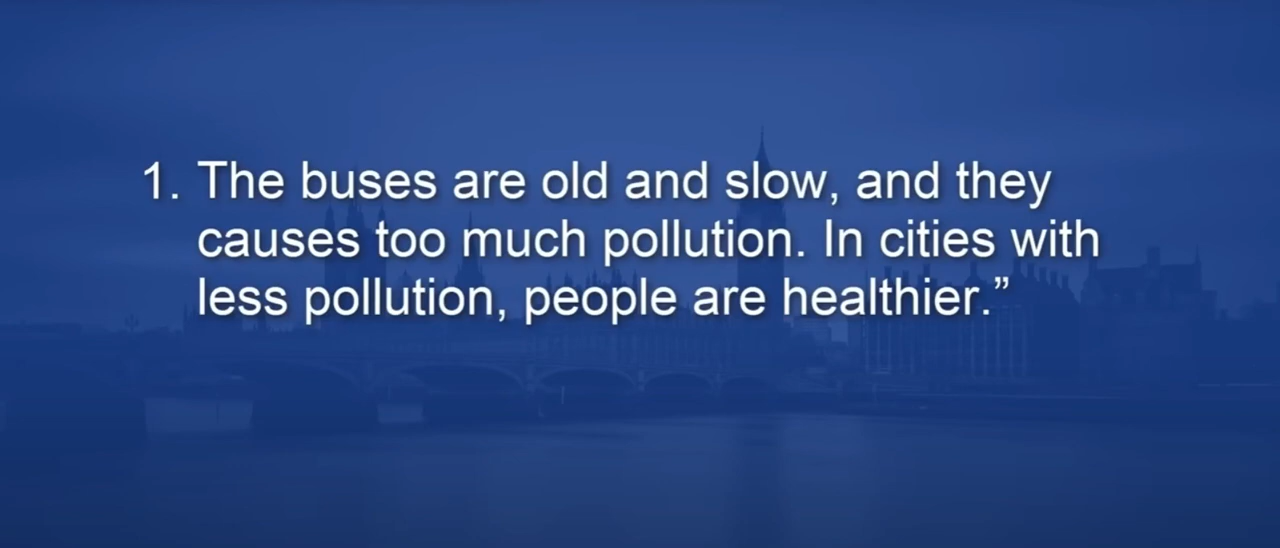 1. The buses are old and slow, and they
causes too much pollution. In cities with
less pollution, people are healthier.”